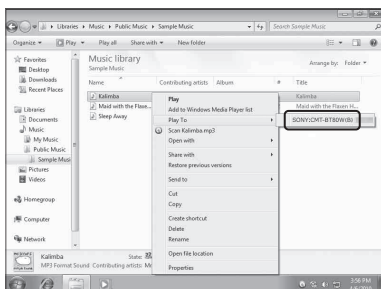 Libraries ▸ Music ▸ Public Music ▸ Sample Music
Search Sample Music
Organize Play Play all Share with New folder
Favorites
Desktop
Downloads
Recent Places
Libraries
Documents
Music
My Music
Public Music
Sample Musi
Pictures
Videos
Homegroup
Computer
Network
Music library
Sample Music
Arrange by: Folder
Name Contributing artists Album # Title
Kalimba Kalimba
Maid with the Flaxe... Maid with the Flaxen H...
Sleep Away
Play
Add to Windows Media Player list
Play To
SONY:CMT-BT80W(B)
Scan Kalimba.mp3
Open with
Share with
Restore previous versions
Send to
Cut
Copy
Create shortcut
Delete
Rename
Open file location
Properties
Kalimba
MP3 Format Sound
State:
Contributing artists:
3:56 PM